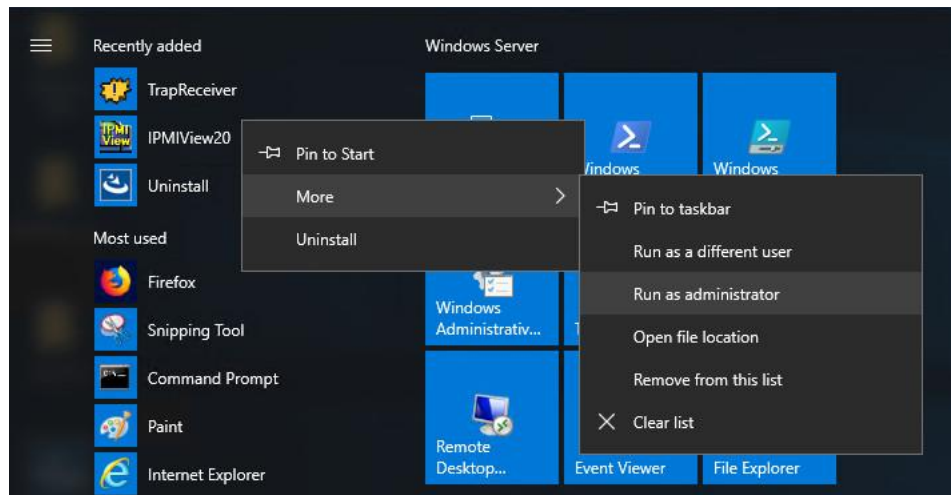 Recently added
TrapReceiver
IPMI
View
IPMIView20
Uninstall
Most used
Firefox
Snipping Tool
Command Prompt
Paint
Internet Explorer
Pin to Start
More
Uninstall
Windows Server
Windows
Windows
Administrativ...
Remote
Desktop...
Event Viewer
File Explorer
Pin to taskbar
Run as a different user
Run as administrator
Open file location
Remove from this list
Clear list